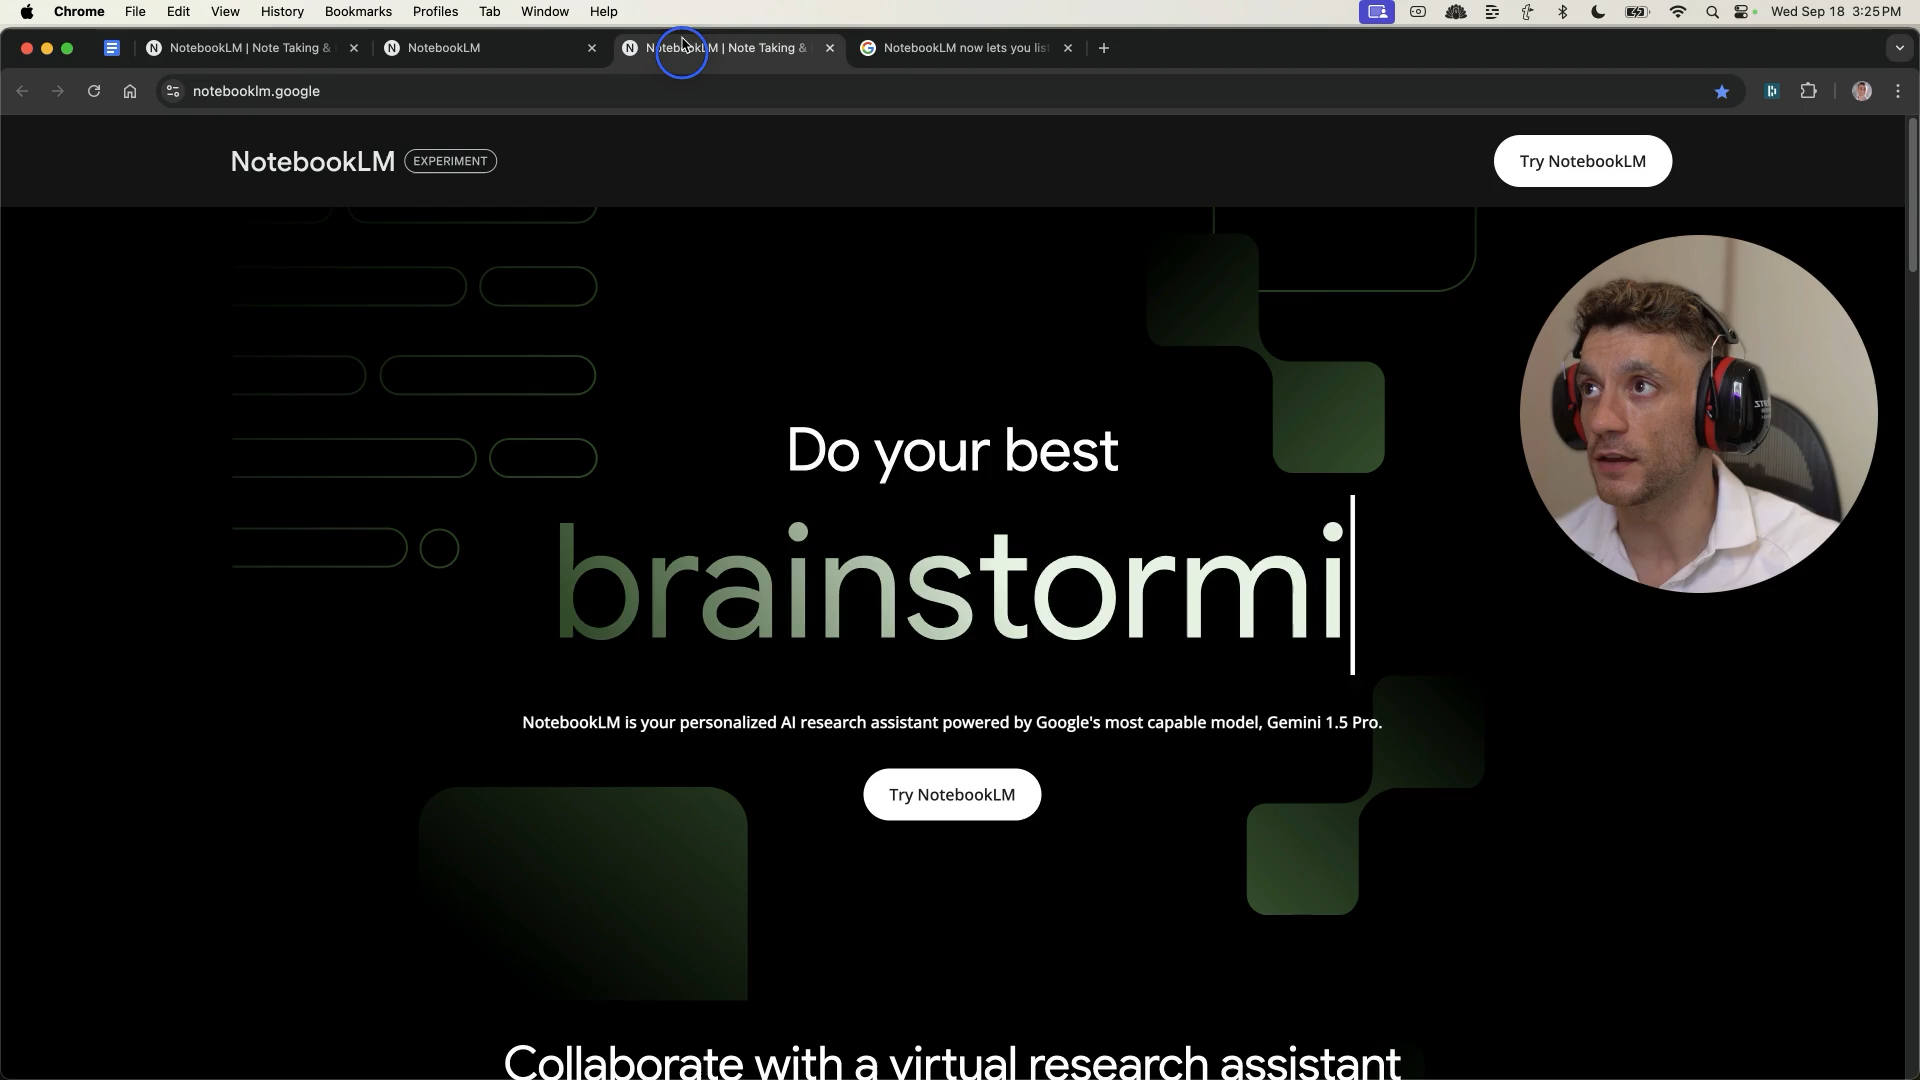 Chrome File Edit View History Bookmarks Profiles Tab Window Help Wed Sep 18 3:25 PM
NotebookLM | Note Taking & NotebookLM NotebookLM | Note Taking & NotebookLM now lets you list
notebooklm.google
NotebookLM EXPERIMENT Try NotebookLM
Do your best
brainstormi
NotebookLM is your personalized AI research assistant powered by Google's most capable model, Gemini 1.5 Pro.
Try NotebookLM
Collaborate with a virtual research assistant